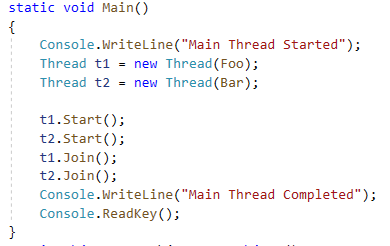 static void Main()
{
Console.WriteLine("Main Thread Started");
Thread t1 = new Thread(Foo);
Thread t2 = new Thread(Bar);
t1.Start();
t2.Start();
t1.Join();
t2.Join();
Console.WriteLine("Main Thread Completed");
Console.ReadKey();
}